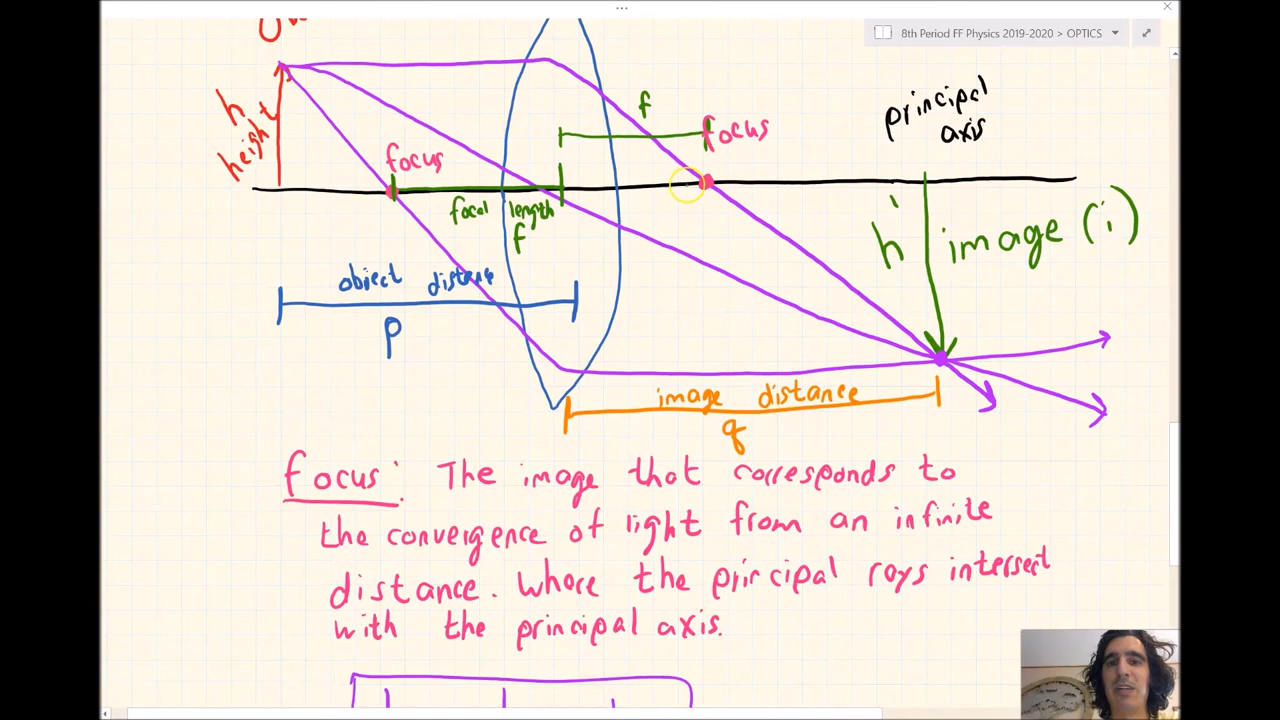 ...
8th Period FF Physics 2019-2020 > OPTICS
h
height
focus
f
focus
principal
axis
focal length
f
h'
image (i)
object distance
p
image distance
q
focus: The image that corresponds to
the convergence of light from an infinite
distance. Where the principal rays intersect
with the principal axis.